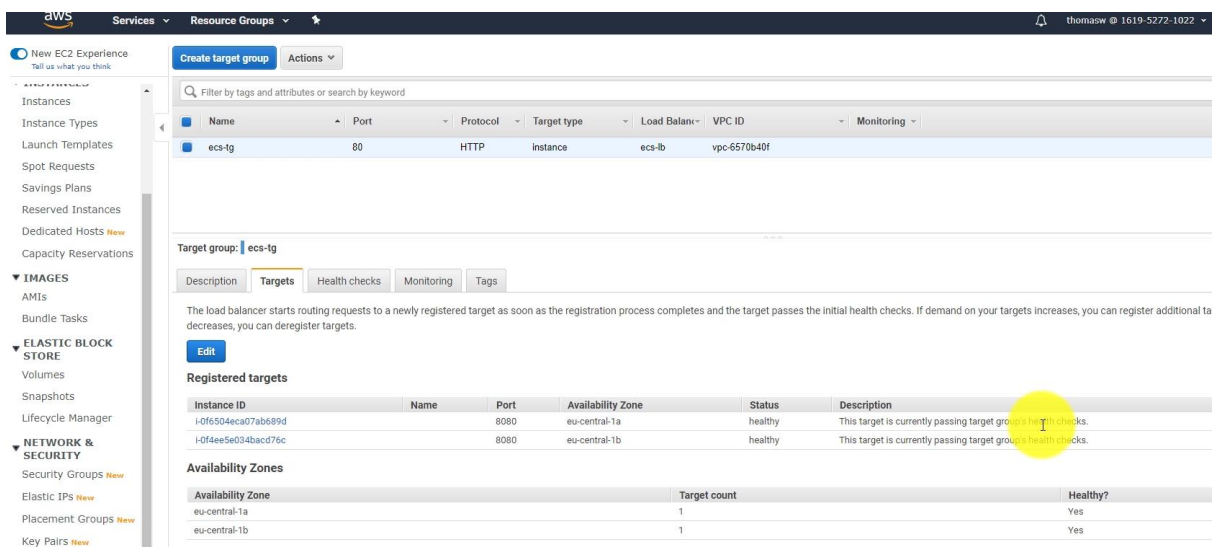 aws Services Resource Groups thomasw @ 1619-5272-1022
New EC2 Experience
Tell us what you think
INSTANCES
Instances
Instance Types
Launch Templates
Spot Requests
Savings Plans
Reserved Instances
Dedicated Hosts New
Capacity Reservations
IMAGES
AMIs
Bundle Tasks
ELASTIC BLOCK
STORE
Volumes
Snapshots
Lifecycle Manager
NETWORK &
SECURITY
Security Groups New
Elastic IPs New
Placement Groups New
Key Pairs New
Create target group Actions
Filter by tags and attributes or search by keyword
Name Port Protocol Target type Load Balanc VPC ID Monitoring
ecs-tg 80 HTTP instance ecs-lb vpc-6570b40f
Target group: ecs-tg
Description Targets Health checks Monitoring Tags
The load balancer starts routing requests to a newly registered target as soon as the registration process completes and the target passes the initial health checks. If demand on your targets increases, you can register additional ta
decreases, you can deregister targets.
Edit
Registered targets
Instance ID Name Port Availability Zone Status Description
i-0f6504eca07ab689d 8080 eu-central-1a healthy This target is currently passing target group's health checks.
i-0f4ee5e034bacd76c 8080 eu-central-1b healthy This target is currently passing target group's health checks.
Availability Zones
Availability Zone Target count Healthy?
eu-central-1a 1 Yes
eu-central-1b 1 Yes